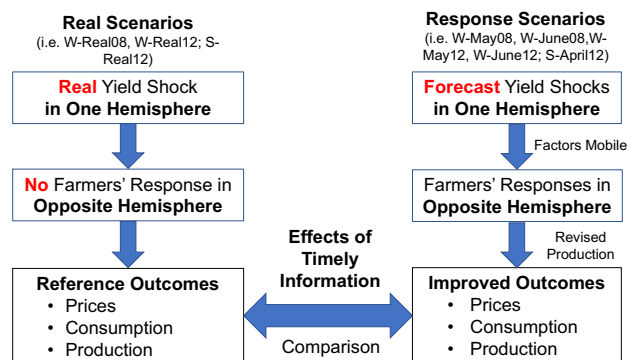 Real Scenarios
(i.e. W-Real08, W-Real12; S-
Real12)
Real Yield Shock
in One Hemisphere
No Farmers' Response in
Opposite Hemisphere
Reference Outcomes
• Prices
• Consumption
• Production
Effects of
Timely
Information
Comparison
Response Scenarios
(i.e. W-May08, W-June08,W-
May12, W-June12; S-April12)
Forecast Yield Shocks
in One Hemisphere
Factors Mobile
Farmers' Responses in
Opposite Hemisphere
Revised
Production
Improved Outcomes
• Prices
• Consumption
• Production